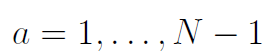 a = 1, . . . , N − 1